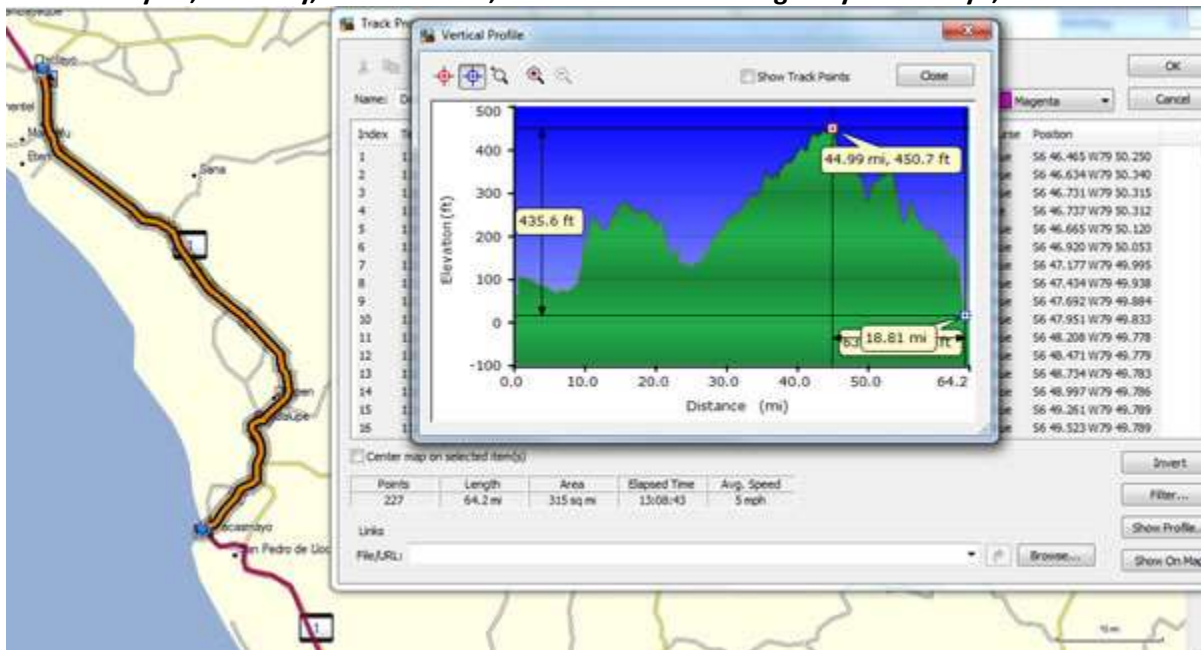 Track Pr
Vertical Profile
Show Track Points
Close
OK
Name:
Magenta
Cancel
Index
Position
1
S6 46.465 W79 50.250
2
S6 46.634 W79 50.340
3
S6 46.731 W79 50.315
4
S6 46.737 W79 50.312
5
S6 46.665 W79 50.120
6
S6 46.920 W79 50.053
7
S6 47.177 W79 49.995
8
S6 47.434 W79 49.938
9
S6 47.692 W79 49.884
10
S6 47.951 W79 49.833
11
S6 48.208 W79 49.778
12
S6 48.471 W79 49.779
13
S6 48.734 W79 49.783
14
S6 48.997 W79 49.786
15
S6 49.261 W79 49.789
16
S6 49.523 W79 49.789
500
400
300
200
100
0
-100
Elevation (ft)
435.6 ft
44.99 mi, 450.7 ft
18.81 mi
ft
0.0 10.0 20.0 30.0 40.0 50.0 64.2
Distance (mi)
Center map on selected item(s)
Points Length Area Elapsed Time Avg. Speed
227 64.2 mi 315 sq mi 13:08:43 5 mph
Links
File/URL:
Browse...
Invert
Filter...
Show Profile..
Show On Map
Sana
1
San Pedro de Lloc
1